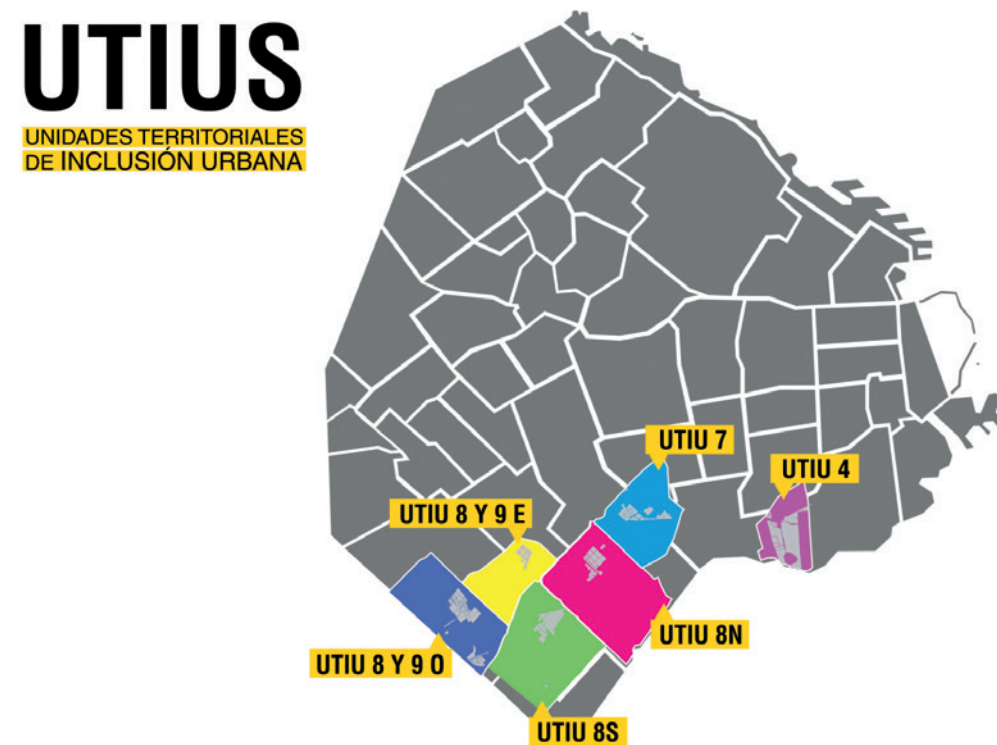 UTIUS
UNIDADES TERRITORIALES
DE INCLUSIÓN URBANA
UTIU 7
UTIU 4
UTIU 8 Y 9 E
UTIU 8N
UTIU 8 Y 9 O
UTIU 8S